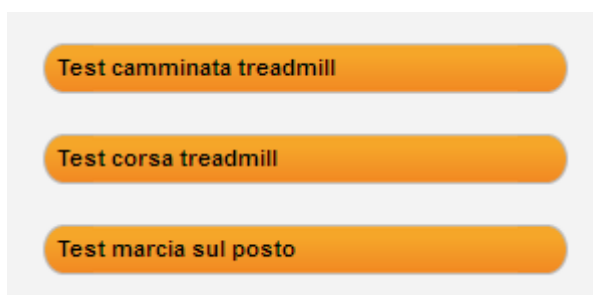 Test camminata treadmill
Test corsa treadmill
Test marcia sul posto